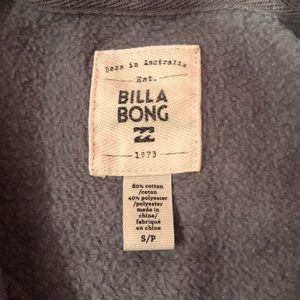 Born in Australia
Est.
BILLA
BONG
1973
60% cotton
/coton
40% polyester
/polyester
made in
china/
fabriqué
en chine
S/P